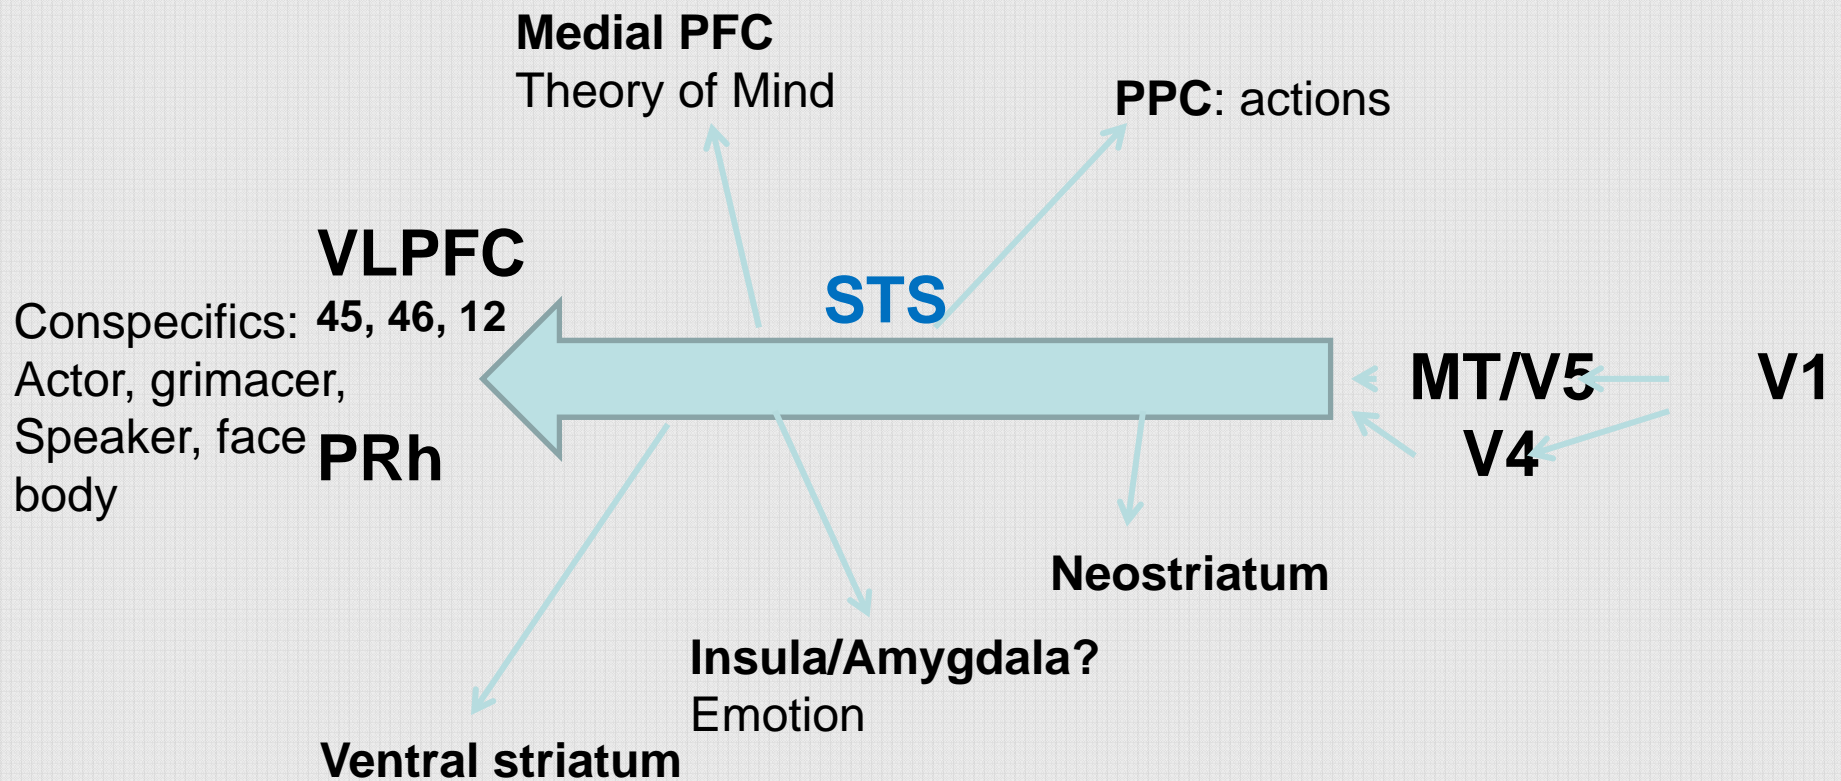 Medial PFC
Theory of Mind
PPC: actions
VLPFC
45, 46, 12
Conspecifics:
Actor, grimacer,
Speaker, face
body
PRh
STS
MT/V5
V1
V4
Neostriatum
Insula/Amygdala?
Emotion
Ventral striatum